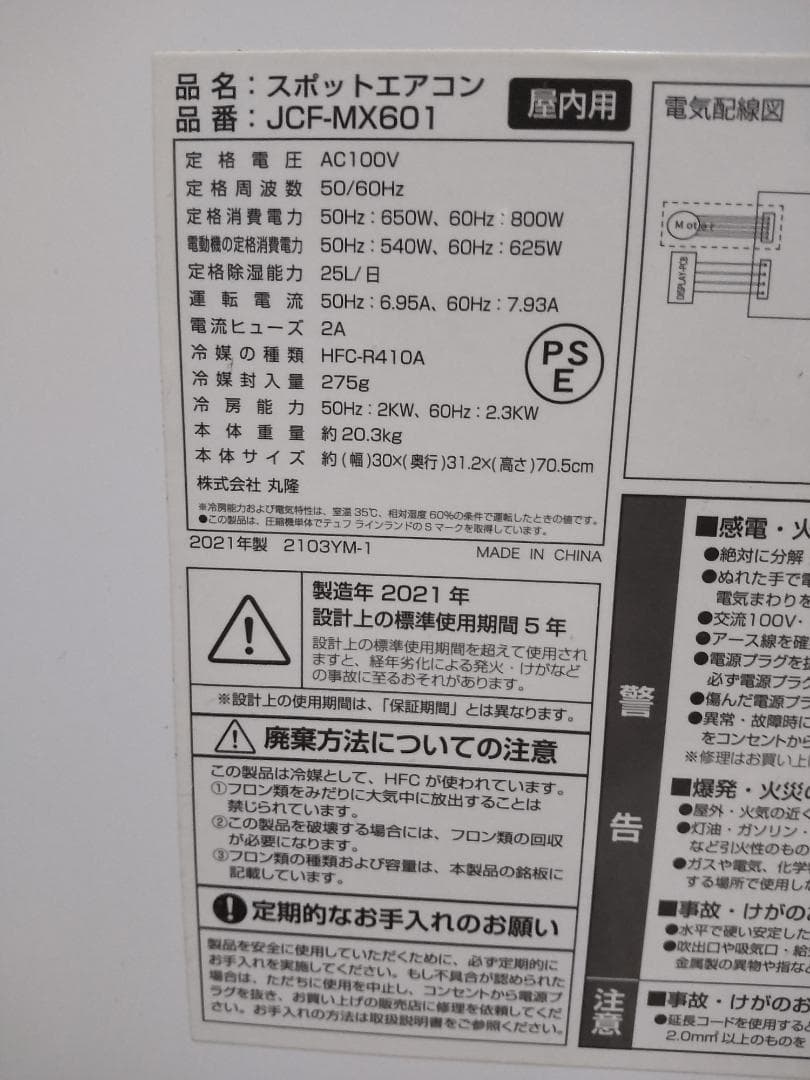 品名：スポットエアコン
品番：JCF-MX601
屋内用
定格電圧 AC100V
定格周波数 50/60Hz
定格消費電力 50Hz：650W、60Hz：800W
電動機の定格消費電力 50Hz：540W、60Hz：625W
定格除湿能力 25L/日
運転電流 50Hz：6.95A、60Hz：7.93A
電流ヒューズ 2A
冷媒の種類 HFC-R410A
冷媒封入量 275g
冷房能力 50Hz：2KW、60Hz：2.3KW
本体重量 約20.3kg
本体サイズ 約(幅)30×(奥行)31.2×(高さ)70.5cm
株式会社 丸隆
PS
E
※冷房能力および電気特性は、室温35℃、相対湿度60%の条件で運転したときの値です。
●この製品は、圧縮機単体でテュフ ラインランドのSマークを取得しています。
2021年製 2103YM-1 MADE IN CHINA
製造年 2021年
設計上の標準使用期間5年
設計上の標準使用期間を超えて使用され
ますと、経年劣化による発火・けがなど
の事故に至るおそれがあります。
※設計上の使用期間は、「保証期間」とは異なります。
廃棄方法についての注意
この製品は冷媒として、HFCが使われています。
①フロン類をみだりに大気中に放出することは
禁じられています。
②この製品を破壊する場合には、フロン類の回収
が必要になります。
③フロン類の種類および容量は、本製品の銘板に
記載しています。
定期的なお手入れのお願い
製品を安全に使用していただくために、必ず定期的に
お手入れを実施してください。もし不具合が認められた
場合は、ただちに使用を中止し、コンセントから電源プ
ラグを抜き、お買い上げの販売店に修理を依頼してくだ
さい。お手入れの方法は取扱説明書をご参照ください。
電気配線図
Motor
DISPLAY-PCB
警告
■感電・火
●絶対に分解
●ぬれた手で電
電気まわりを
●交流100V・
●アース線を確
●電源プラグを抜
必ず電源プラグ
●傷んだ電源プラ
●異常・故障時に
をコンセントから
※修理はお買い上げ
■爆発・火災の
●屋外・火気の近く
●灯油・ガソリン・
など引火性のもの
●ガスや電気、化学
する場所で使用しな
■事故・けがのお
●水平で硬い安定した
●吹出口や吸気口・給
金属製の異物や指な
注意
■事故・けがのお
●延長コードを使用すると
2.0m㎡以上のものを